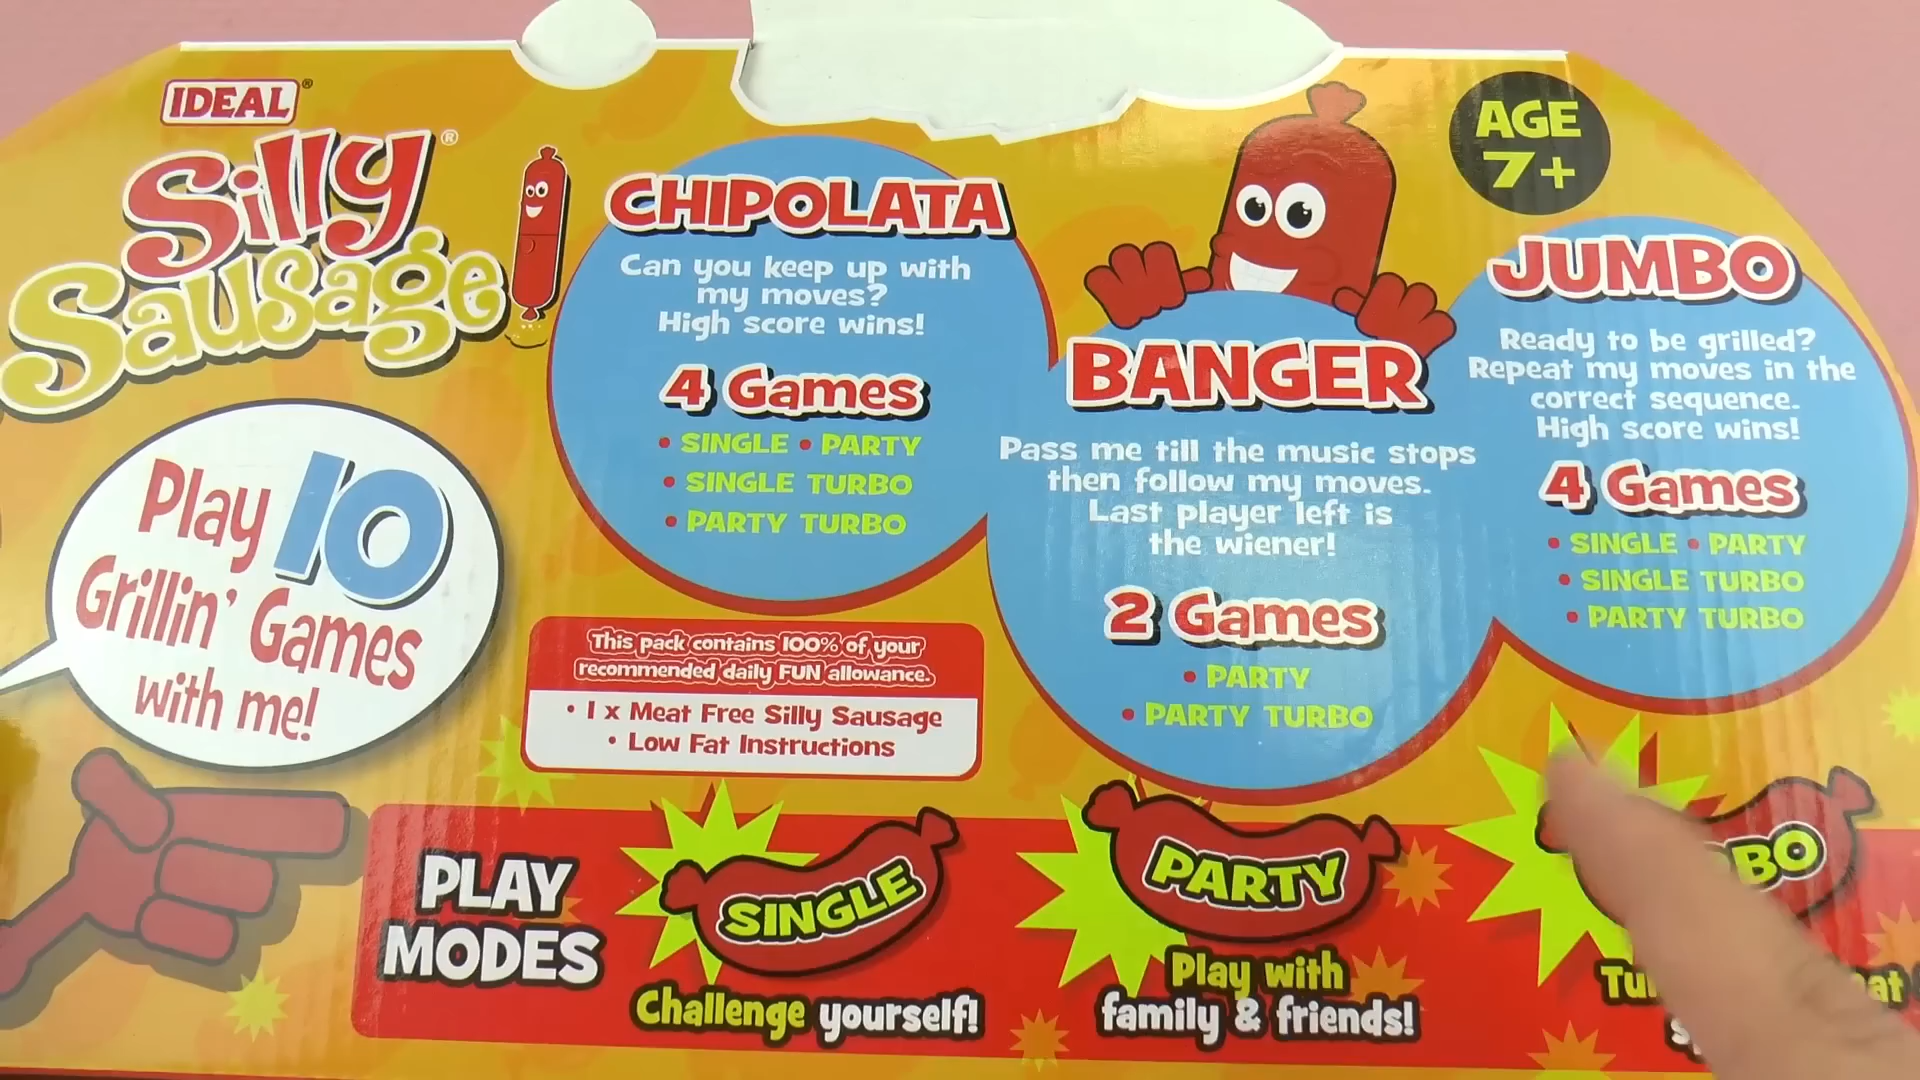 IDEAL®
Silly®
Sausage
Play 10
Grillin' Games
with me!
CHIPOLATA
Can you keep up with
my moves?
High score wins!
4 Games
• SINGLE • PARTY
• SINGLE TURBO
• PARTY TURBO
This pack contains 100% of your
recommended daily FUN allowance.
• 1 x Meat Free Silly Sausage
• Low Fat Instructions
BANGER
Pass me till the music stops
then follow my moves.
Last player left is
the wiener!
2 Games
• PARTY
• PARTY TURBO
AGE
7+
JUMBO
Ready to be grilled?
Repeat my moves in the
correct sequence.
High score wins!
4 Games
• SINGLE • PARTY
• SINGLE TURBO
• PARTY TURBO
PLAY
MODES
SINGLE
Challenge yourself!
PARTY
Play with
family & friends!